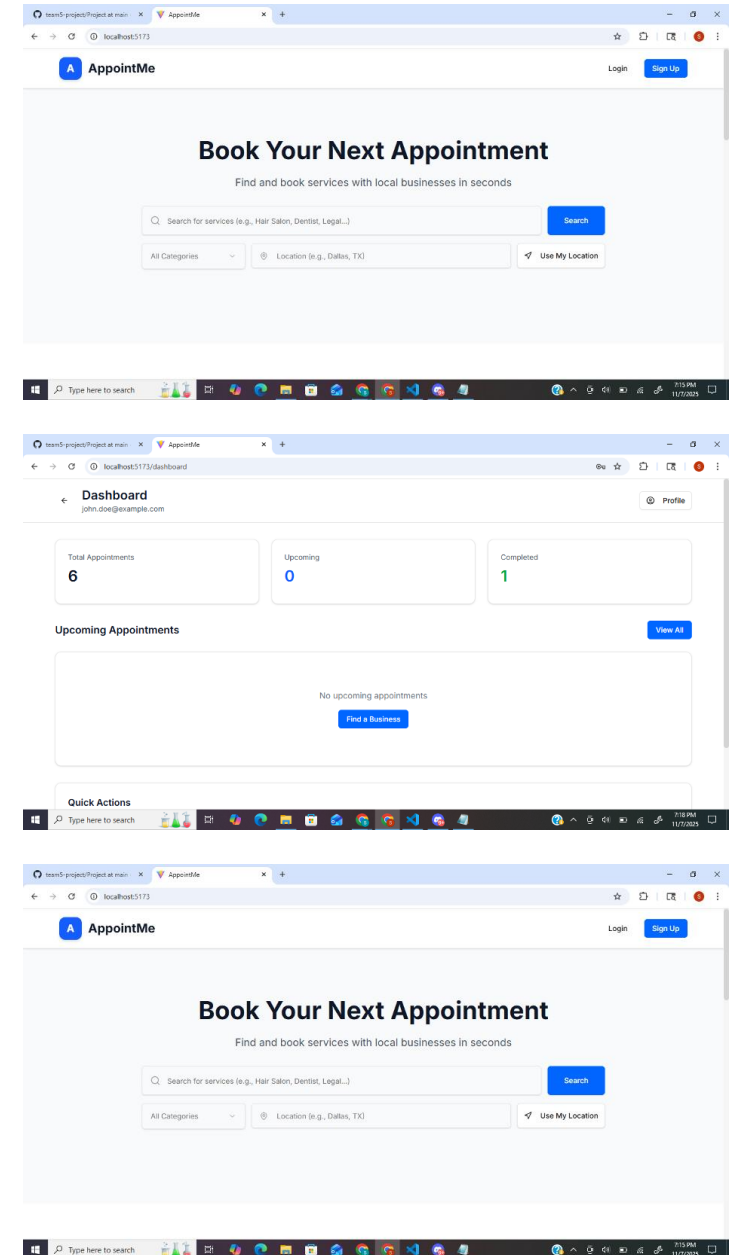 team5-project/Project at main
AppointMe
localhost:5173
A AppointMe
Login
Sign Up
Book Your Next Appointment
Find and book services with local businesses in seconds
Search for services (e.g., Hair Salon, Dentist, Legal...)
Search
All Categories
Location (e.g., Dallas, TX)
Use My Location
Type here to search
7:15 PM
11/7/2025
team5-project/Project at main
AppointMe
localhost:5173/dashboard
Dashboard
john.doe@example.com
Profile
Total Appointments
6
Upcoming
0
Completed
1
Upcoming Appointments
View All
No upcoming appointments
Find a Business
Quick Actions
Type here to search
7:18 PM
11/7/2025
team5-project/Project at main
AppointMe
localhost:5173
A AppointMe
Login
Sign Up
Book Your Next Appointment
Find and book services with local businesses in seconds
Search for services (e.g., Hair Salon, Dentist, Legal...)
Search
All Categories
Location (e.g., Dallas, TX)
Use My Location
Type here to search
7:15 PM
11/7/2025